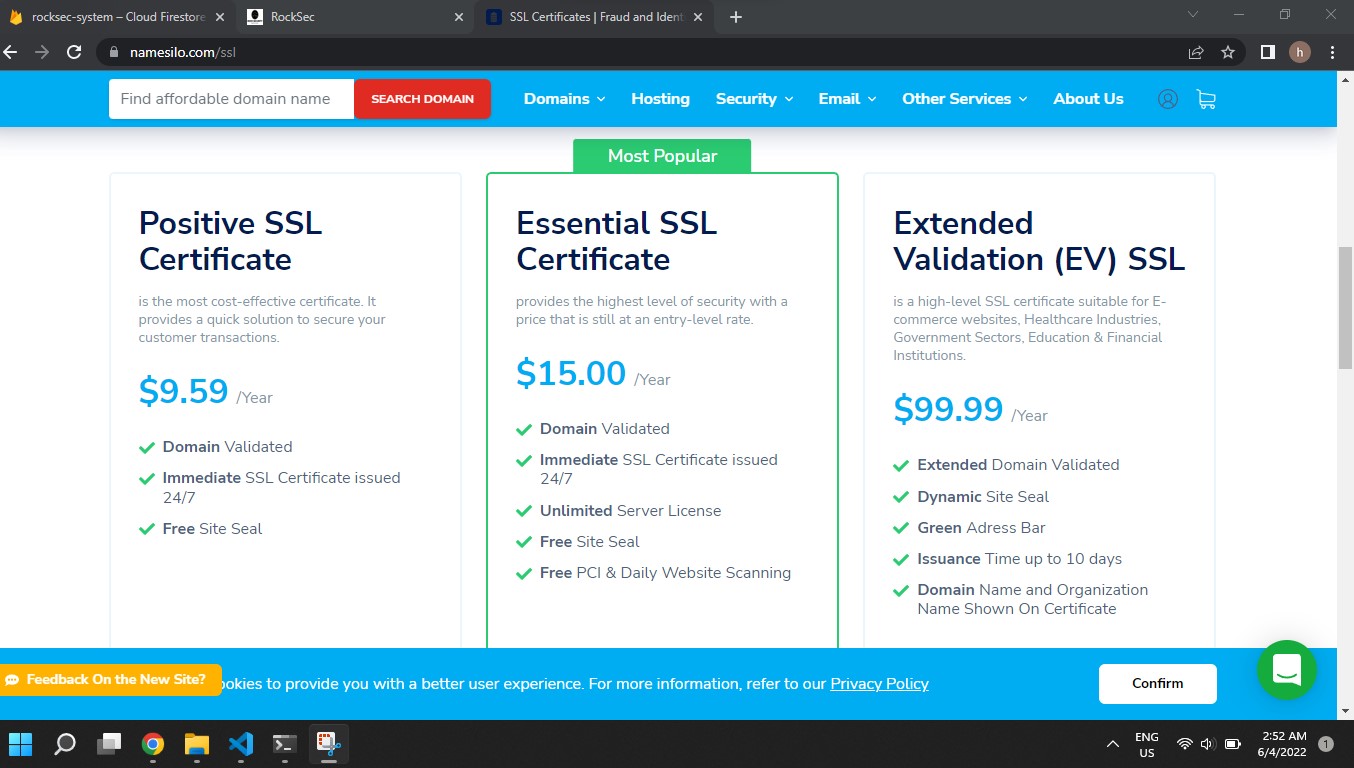 rocksec-system – Cloud Firestore
RockSec
SSL Certificates | Fraud and Ident
namesilo.com/ssl
h
Find affordable domain name
SEARCH DOMAIN
Domains
Hosting
Security
Email
Other Services
About Us
Most Popular
Positive SSL
Certificate
is the most cost-effective certificate. It
provides a quick solution to secure your
customer transactions.
$9.59 /Year
Domain Validated
Immediate SSL Certificate issued
24/7
Free Site Seal
Essential SSL
Certificate
provides the highest level of security with a
price that is still at an entry-level rate.
$15.00 /Year
Domain Validated
Immediate SSL Certificate issued
24/7
Unlimited Server License
Free Site Seal
Free PCI & Daily Website Scanning
Extended
Validation (EV) SSL
is a high-level SSL certificate suitable for E-
commerce websites, Healthcare Industries,
Government Sectors, Education & Financial
Institutions.
$99.99 /Year
Extended Domain Validated
Dynamic Site Seal
Green Adress Bar
Issuance Time up to 10 days
Domain Name and Organization
Name Shown On Certificate
Feedback On the New Site?
ookies to provide you with a better user experience. For more information, refer to our Privacy Policy
Confirm
ENG
US
2:52 AM
6/4/2022
1